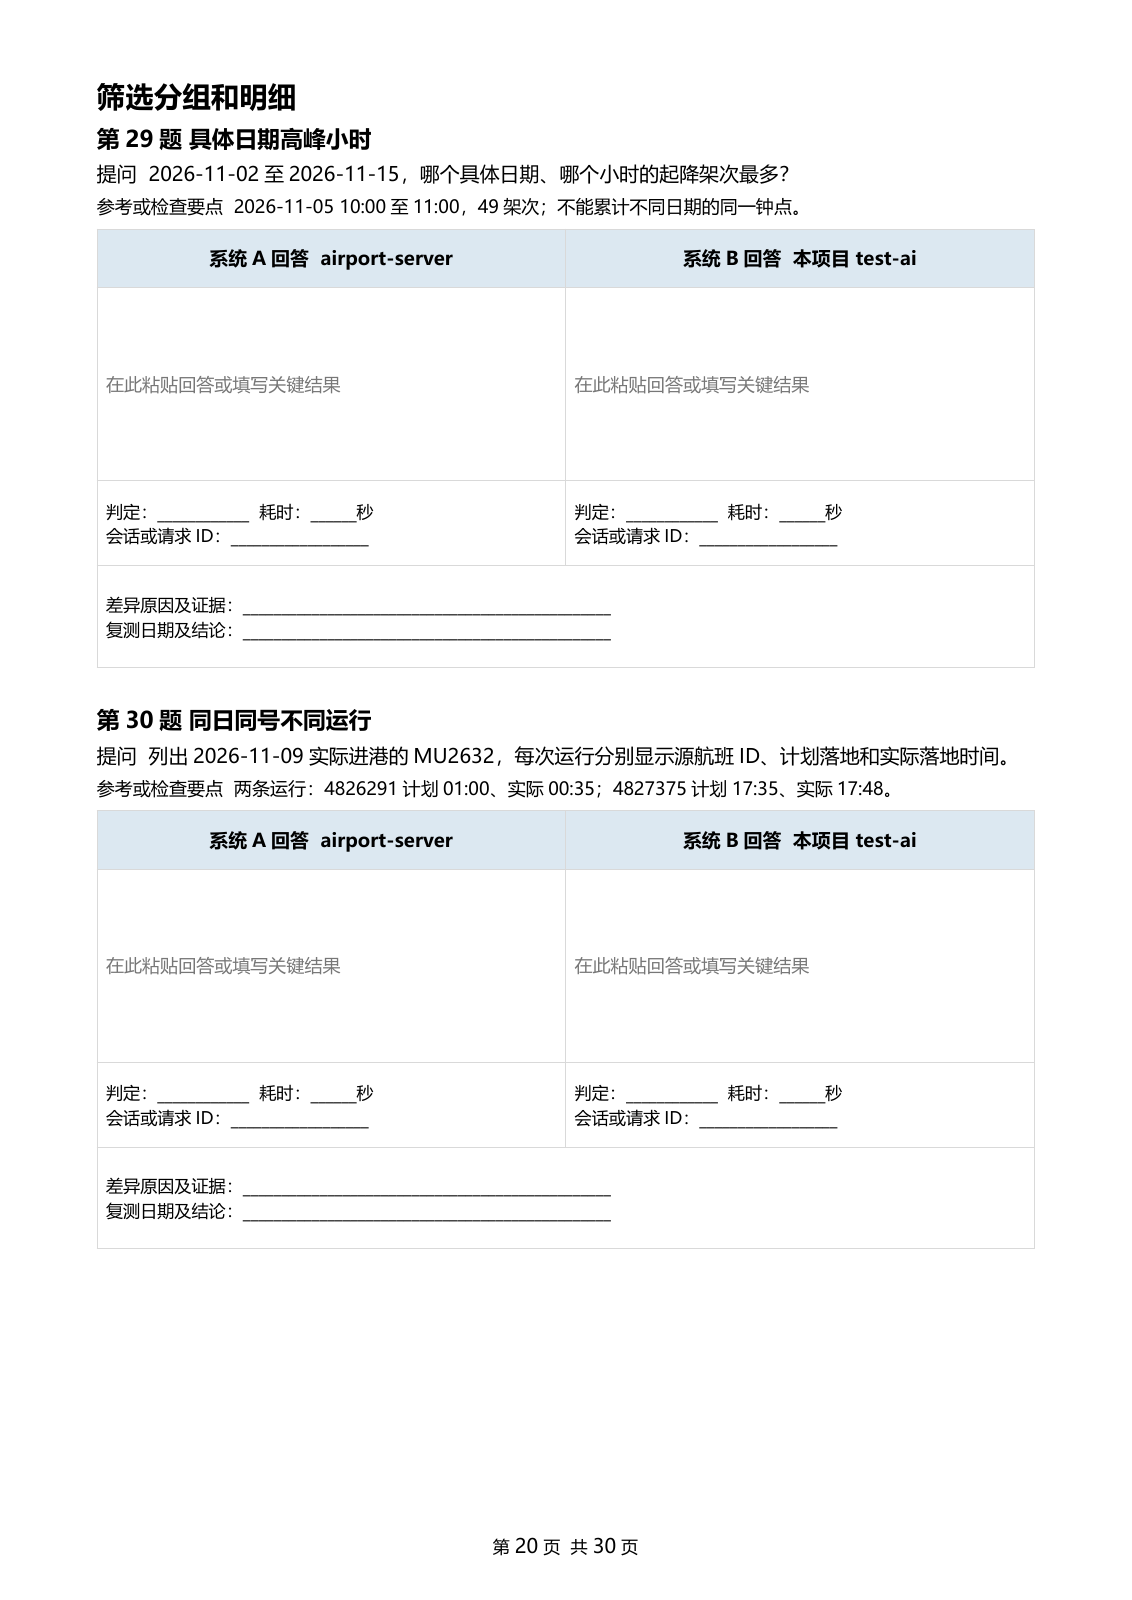 筛选分组和明细
第 29 题 具体日期高峰小时
提问  2026-11-02 至 2026-11-15，哪个具体日期、哪个小时的起降架次最多？
参考或检查要点  2026-11-05 10:00 至 11:00，49 架次；不能累计不同日期的同一钟点。
系统 A 回答  airport-server
系统 B 回答  本项目 test-ai
在此粘贴回答或填写关键结果
在此粘贴回答或填写关键结果
判定：____________  耗时：______秒
会话或请求 ID：__________________
判定：____________  耗时：______秒
会话或请求 ID：__________________
差异原因及证据：________________________________________________
复测日期及结论：________________________________________________
第 30 题 同日同号不同运行
提问  列出 2026-11-09 实际进港的 MU2632，每次运行分别显示源航班 ID、计划落地和实际落地时间。
参考或检查要点  两条运行：4826291 计划 01:00、实际 00:35；4827375 计划 17:35、实际 17:48。
系统 A 回答  airport-server
系统 B 回答  本项目 test-ai
在此粘贴回答或填写关键结果
在此粘贴回答或填写关键结果
判定：____________  耗时：______秒
会话或请求 ID：__________________
判定：____________  耗时：______秒
会话或请求 ID：__________________
差异原因及证据：________________________________________________
复测日期及结论：________________________________________________
第 20 页  共 30 页